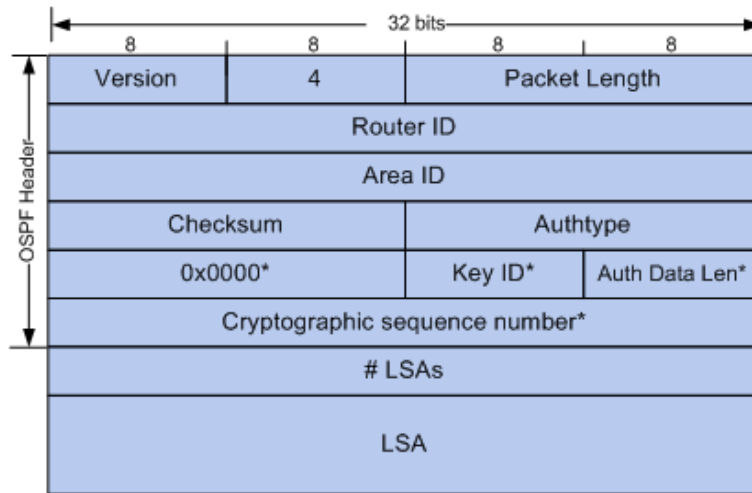 32 bits
8 8 8 8
Version 4 Packet Length
Router ID
Area ID
Checksum Authtype
0x0000* Key ID* Auth Data Len*
Cryptographic sequence number*
# LSAs
LSA
OSPF Header